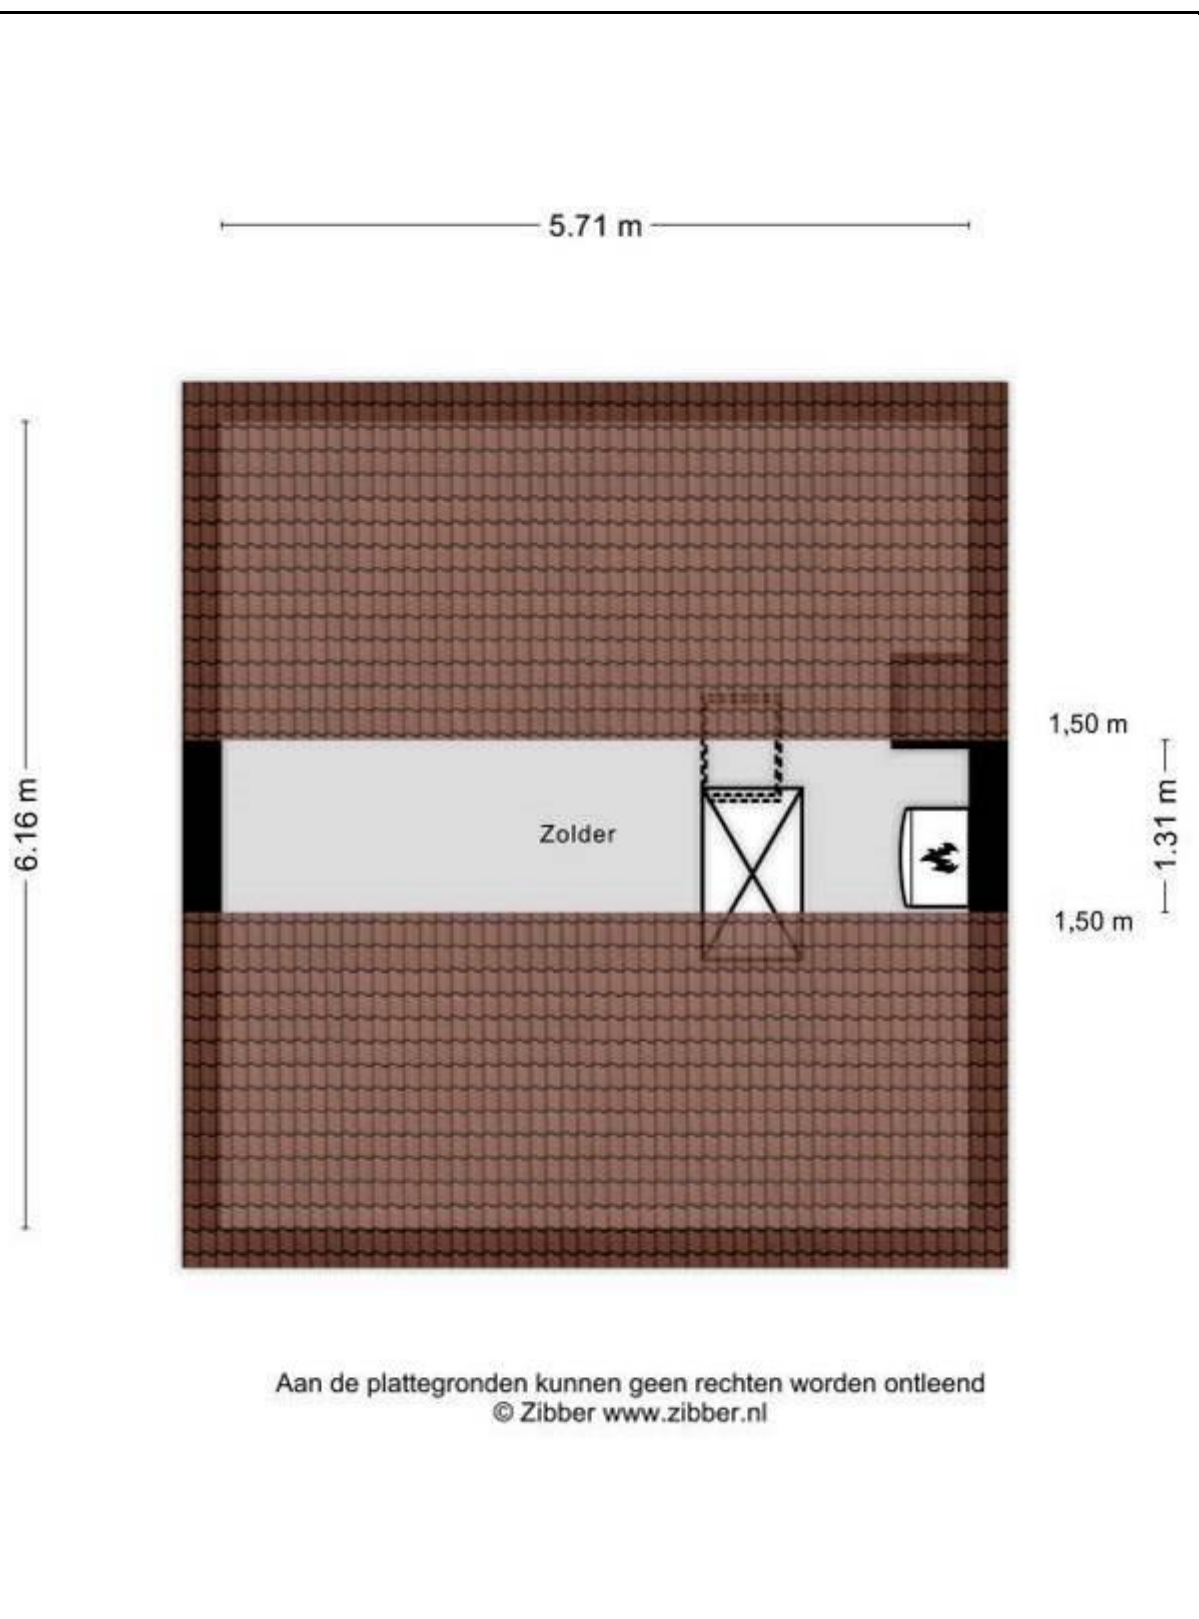 5.71 m
1,50 m
6.16 m
1.31 m
Zolder
1,50 m
Aan de plattegronden kunnen geen rechten worden ontleend
© Zibber www.zibber.nl